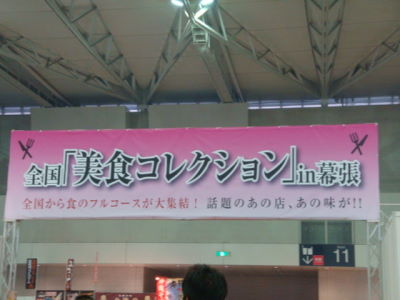 全国「美食コレクション」in幕張
全国から食のフルコースが大集結! 話題のあの店、あの味が!!
11